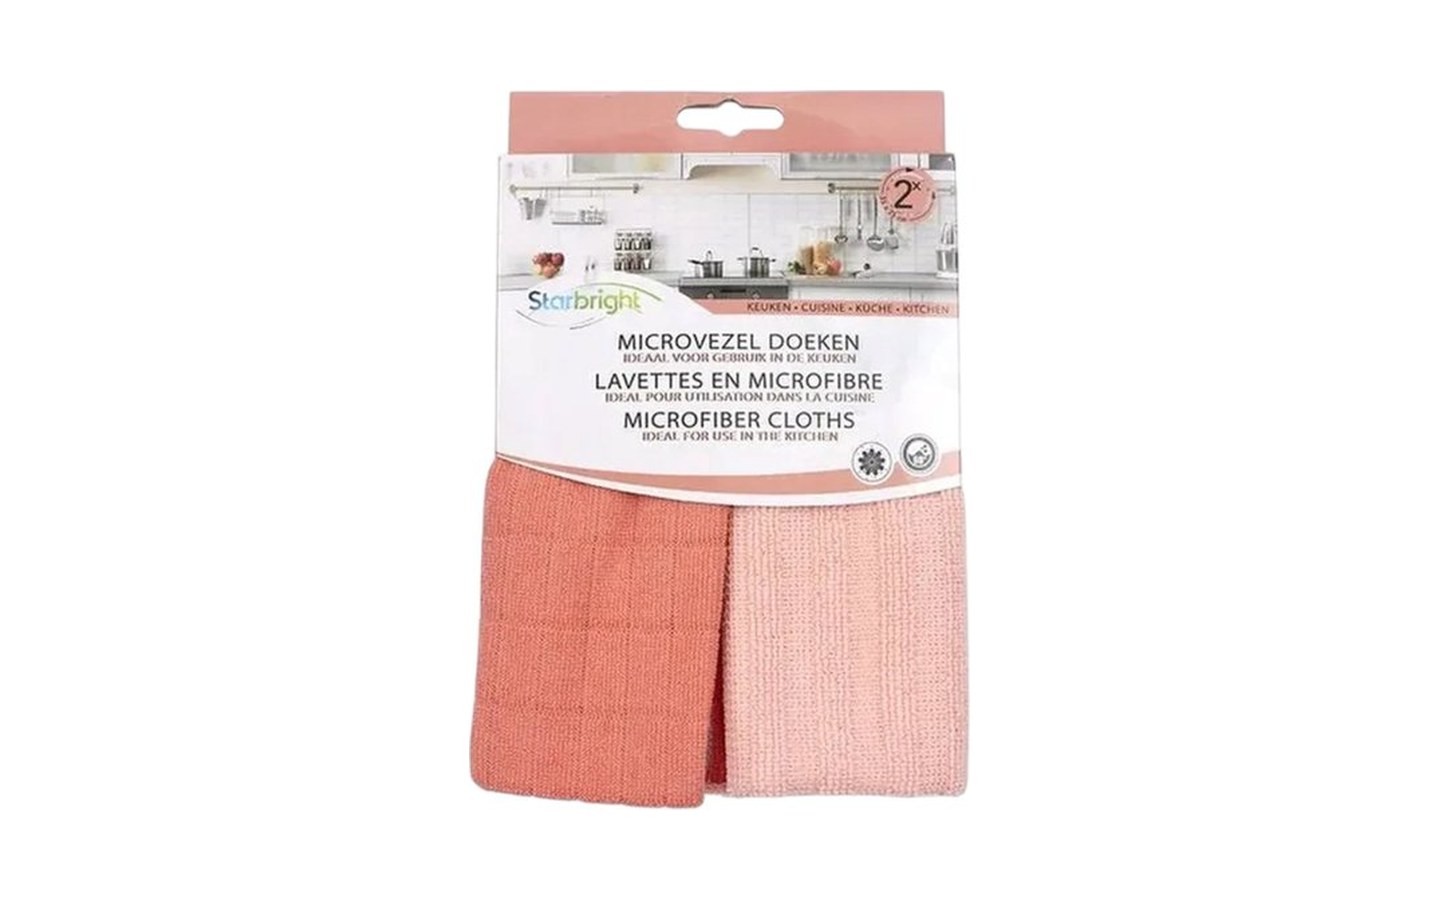 2x
Starbright
KEUKEN • CUISINE • KÜCHE • KITCHEN
MICROVEZEL DOEKEN
IDEAAL VOOR GEBRUIK IN DE KEUKEN
LAVETTES EN MICROFIBRE
IDEAL POUR UTILISATION DANS LA CUISINE
MICROFIBER CLOTHS
IDEAL FOR USE IN THE KITCHEN